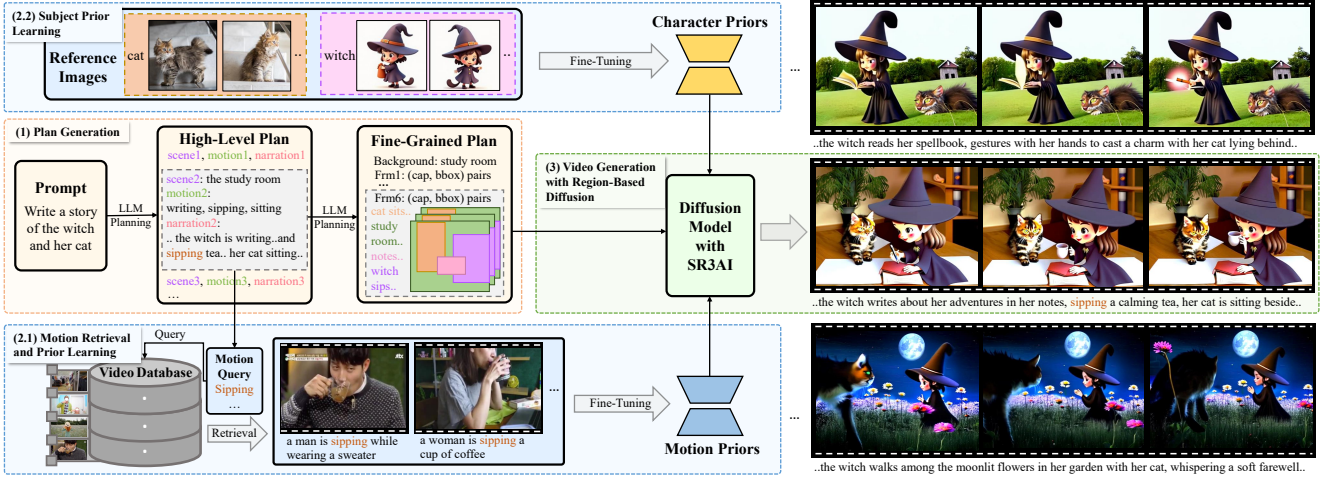 (2.2) Subject Prior
Learning
Reference
Images
cat
..
witch
..
Fine-Tuning
Character Priors
...
..the witch reads her spellbook, gestures with her hands to cast a charm with her cat lying behind..
(1) Plan Generation
Prompt
Write a story
of the witch
and her cat
LLM
Planning
High-Level Plan
scene1, motion1, narration1
scene2: the study room
motion2:
writing, sipping, sitting
narration2:
.. the witch is writing..and
sipping tea.. her cat sitting..
scene3, motion3, narration3
...
LLM
Planning
Fine-Grained Plan
Background: study room
Frm1: (cap, bbox) pairs
...
Frm6: (cap, bbox) pairs
cat sits..
study
room..
notes..
witch
sips..
(3) Video Generation
with Region-Based
Diffusion
Diffusion
Model
with
SR3AI
..the witch writes about her adventures in her notes, sipping a calming tea, her cat is sitting beside..
(2.1) Motion Retrieval
and Prior Learning
Query
Video Database
Motion
Query
Sipping
...
Retrieval
jtbc
a man is sipping while
wearing a sweater
a woman is sipping a
cup of coffee
...
Fine-Tuning
Motion Priors
...
..the witch walks among the moonlit flowers in her garden with her cat, whispering a soft farewell..